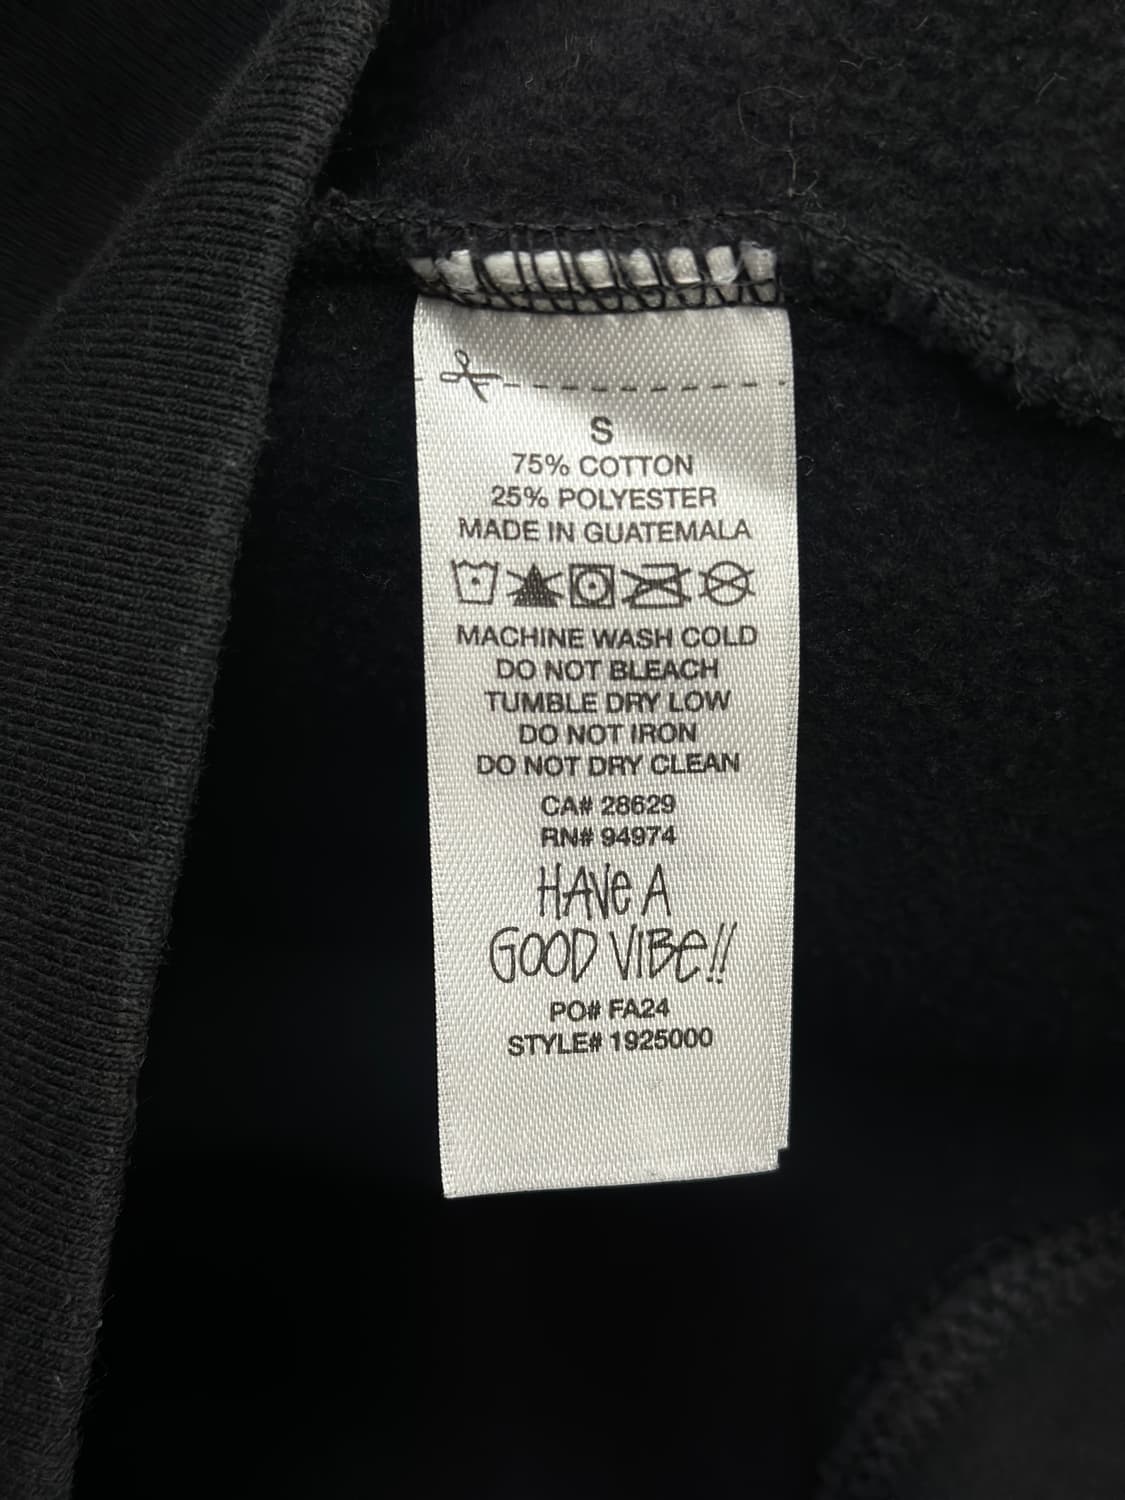 S
75% COTTON
25% POLYESTER
MADE IN GUATEMALA
MACHINE WASH COLD
DO NOT BLEACH
TUMBLE DRY LOW
DO NOT IRON
DO NOT DRY CLEAN
CA# 28629
RN# 94974
HAVe A
GOOD VIBe!!
PO# FA24
STYLE# 1925000